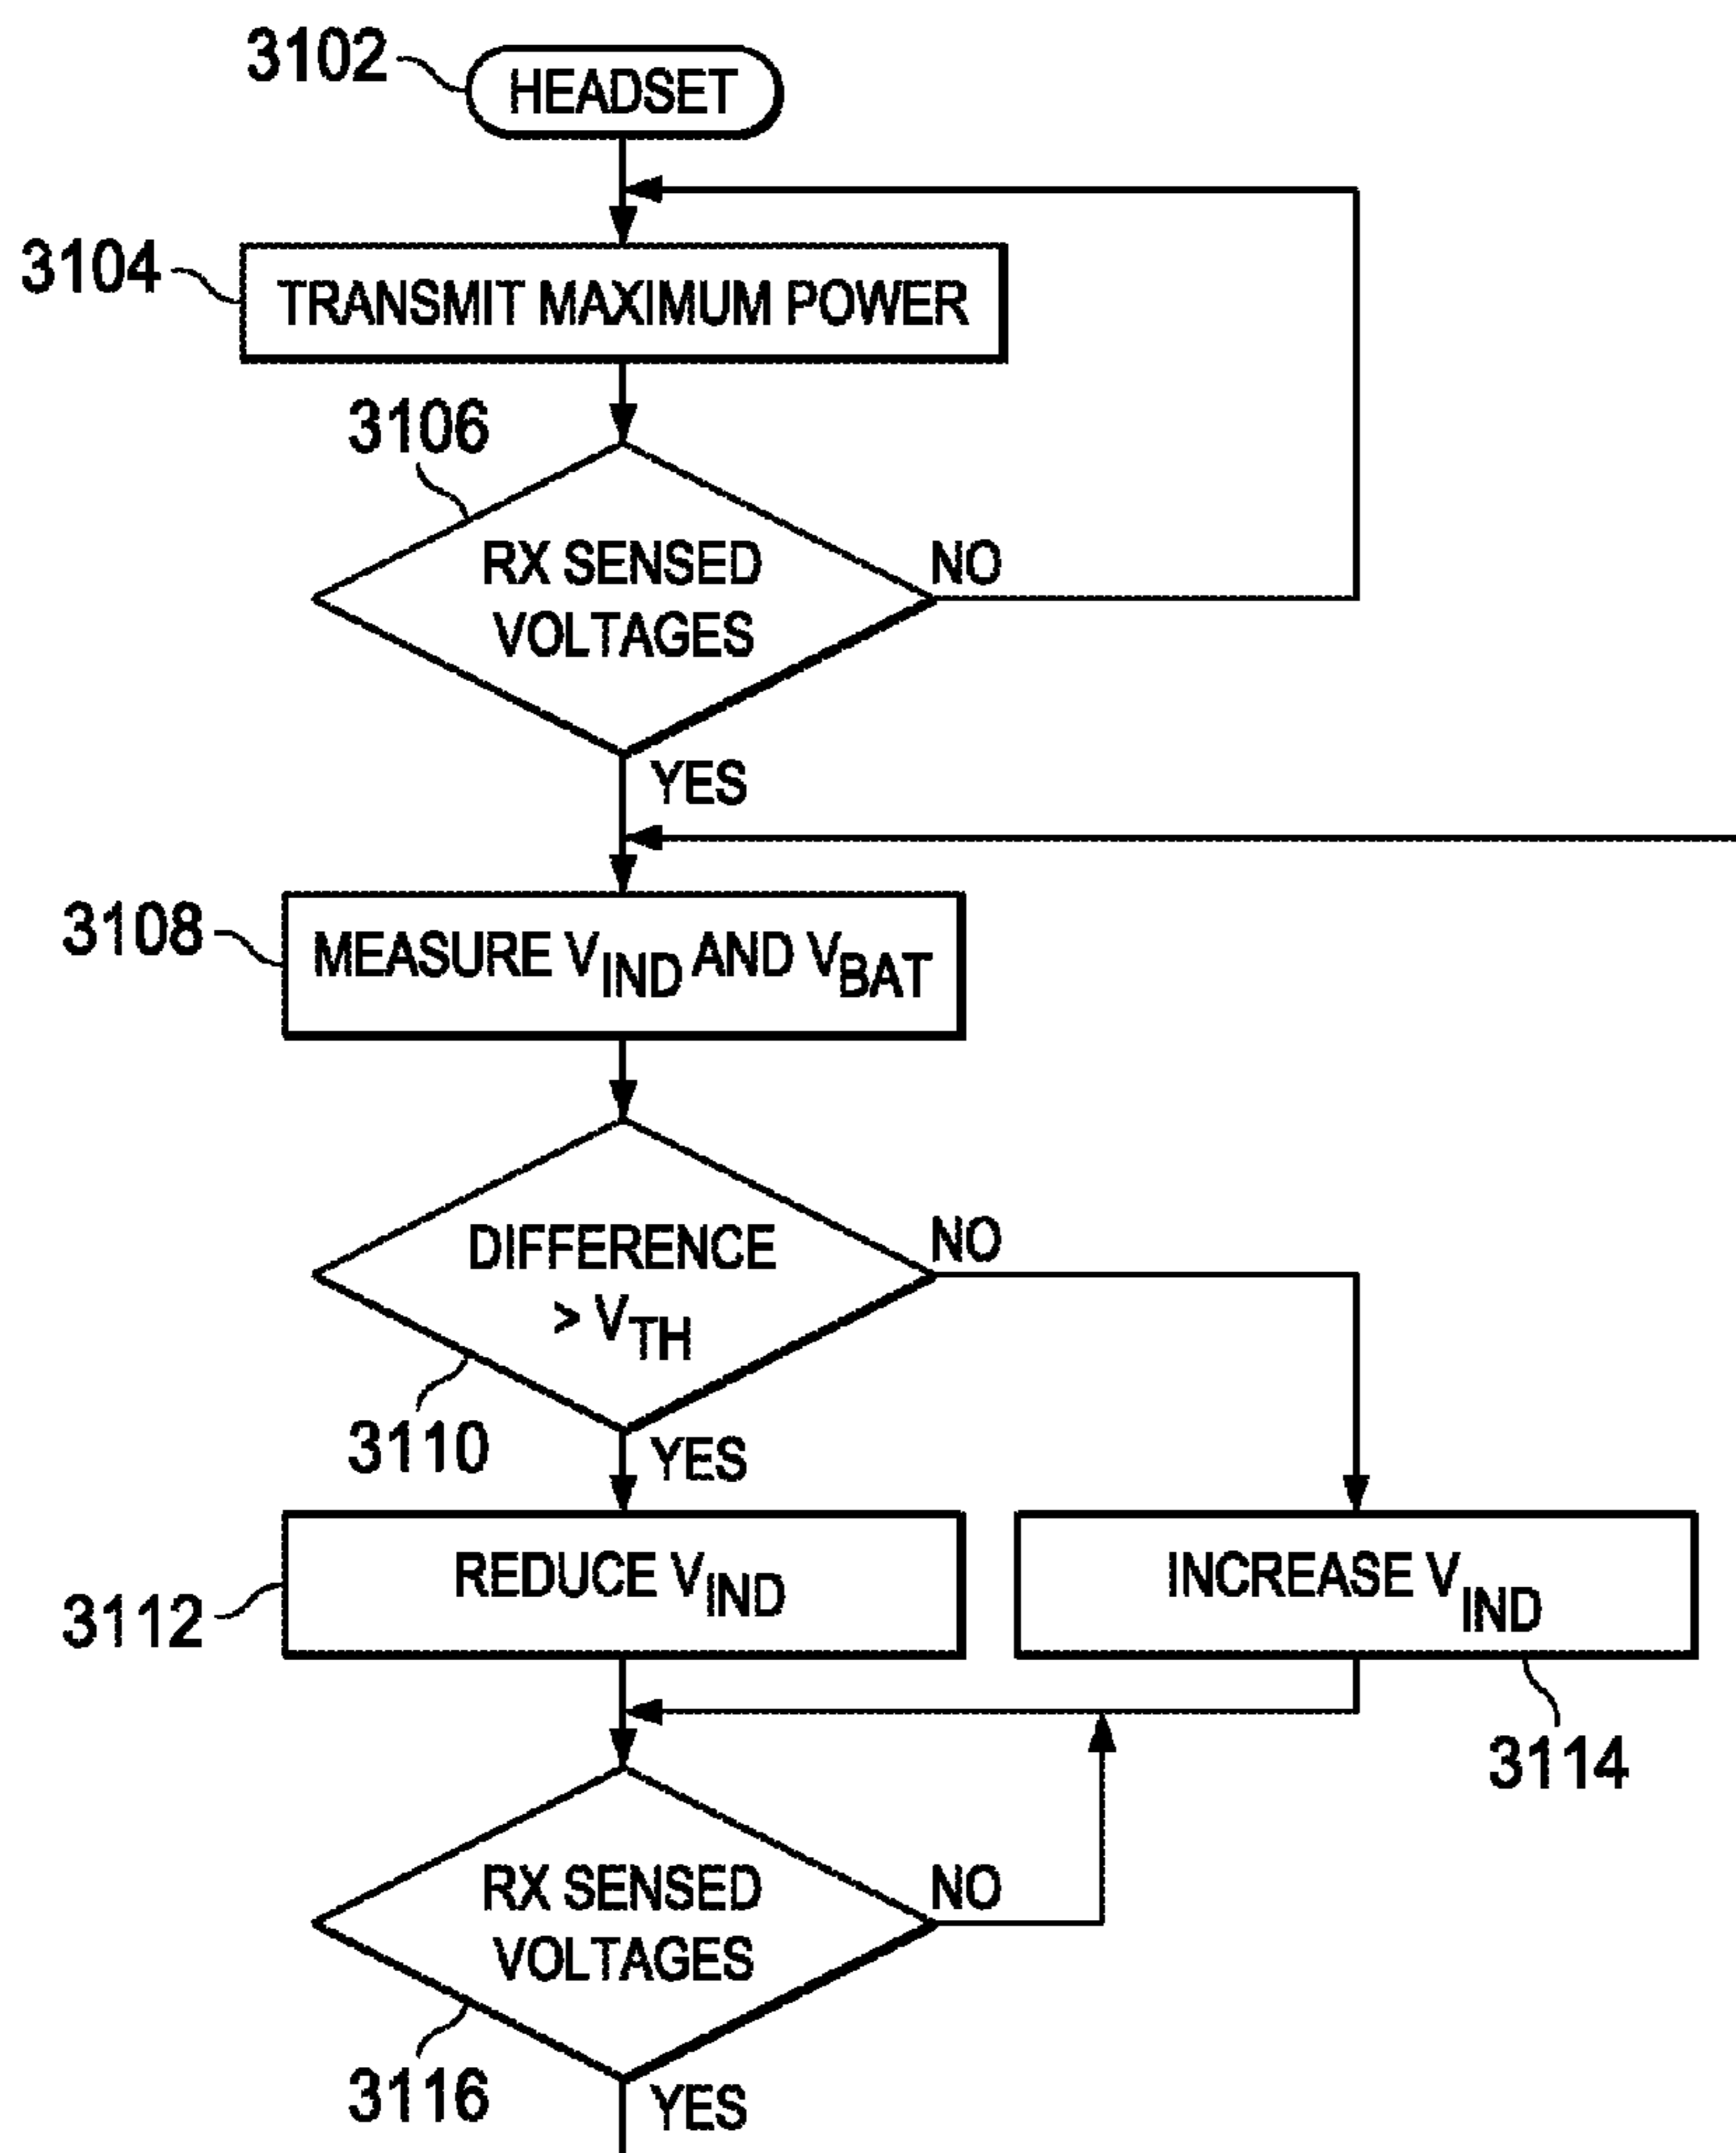 3102
HEADSET
3104
TRANSMIT MAXIMUM POWER
3106
RX SENSED
VOLTAGES
NO
YES
3108
MEASURE VIND AND VBAT
DIFFERENCE
> VTH
NO
3110
YES
REDUCE VIND
INCREASE VIND
3112
3114
RX SENSED
VOLTAGES
NO
3116
YES